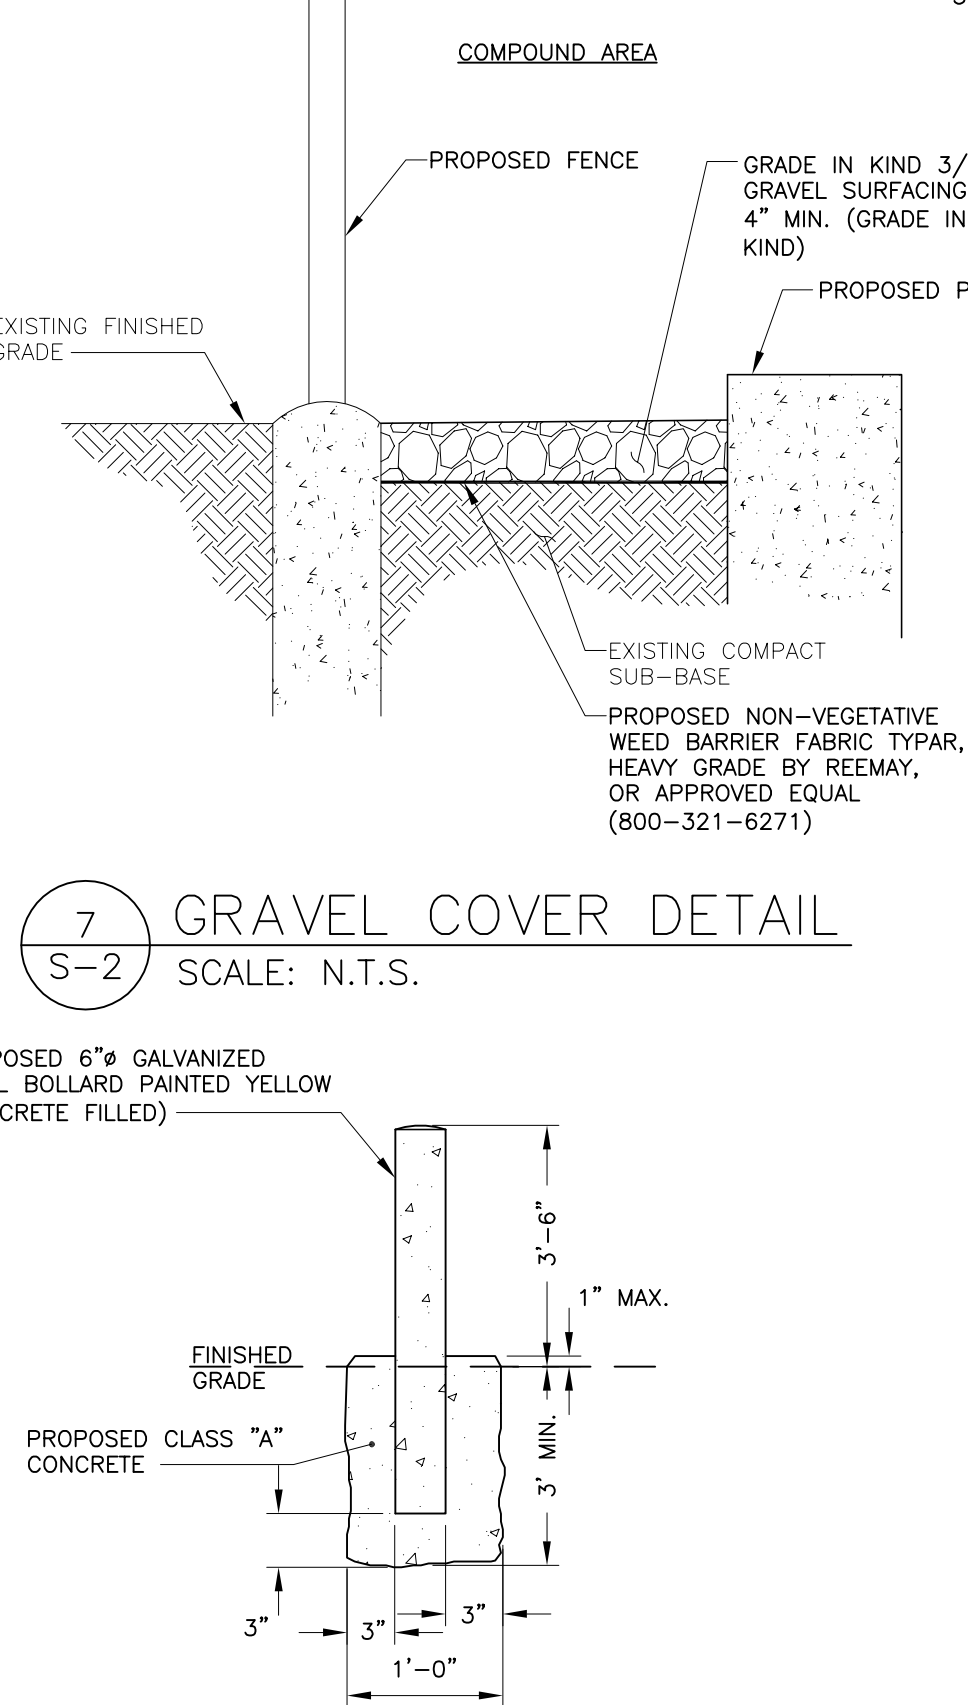 COMPOUND AREA
PROPOSED FENCE
GRADE IN KIND 3/
GRAVEL SURFACING
4" MIN. (GRADE IN
KIND)
PROPOSED P
EXISTING FINISHED
GRADE
EXISTING COMPACT
SUB-BASE
PROPOSED NON-VEGETATIVE
WEED BARRIER FABRIC TYPAR,
HEAVY GRADE BY REEMAY,
OR APPROVED EQUAL
(800-321-6271)
7
S-2
GRAVEL COVER DETAIL
SCALE: N.T.S.
POSED 6"ø GALVANIZED
L BOLLARD PAINTED YELLOW
CRETE FILLED)
3'-6"
1" MAX.
FINISHED
GRADE
PROPOSED CLASS "A"
CONCRETE
3' MIN.
3"
3"
3"
1'-0"